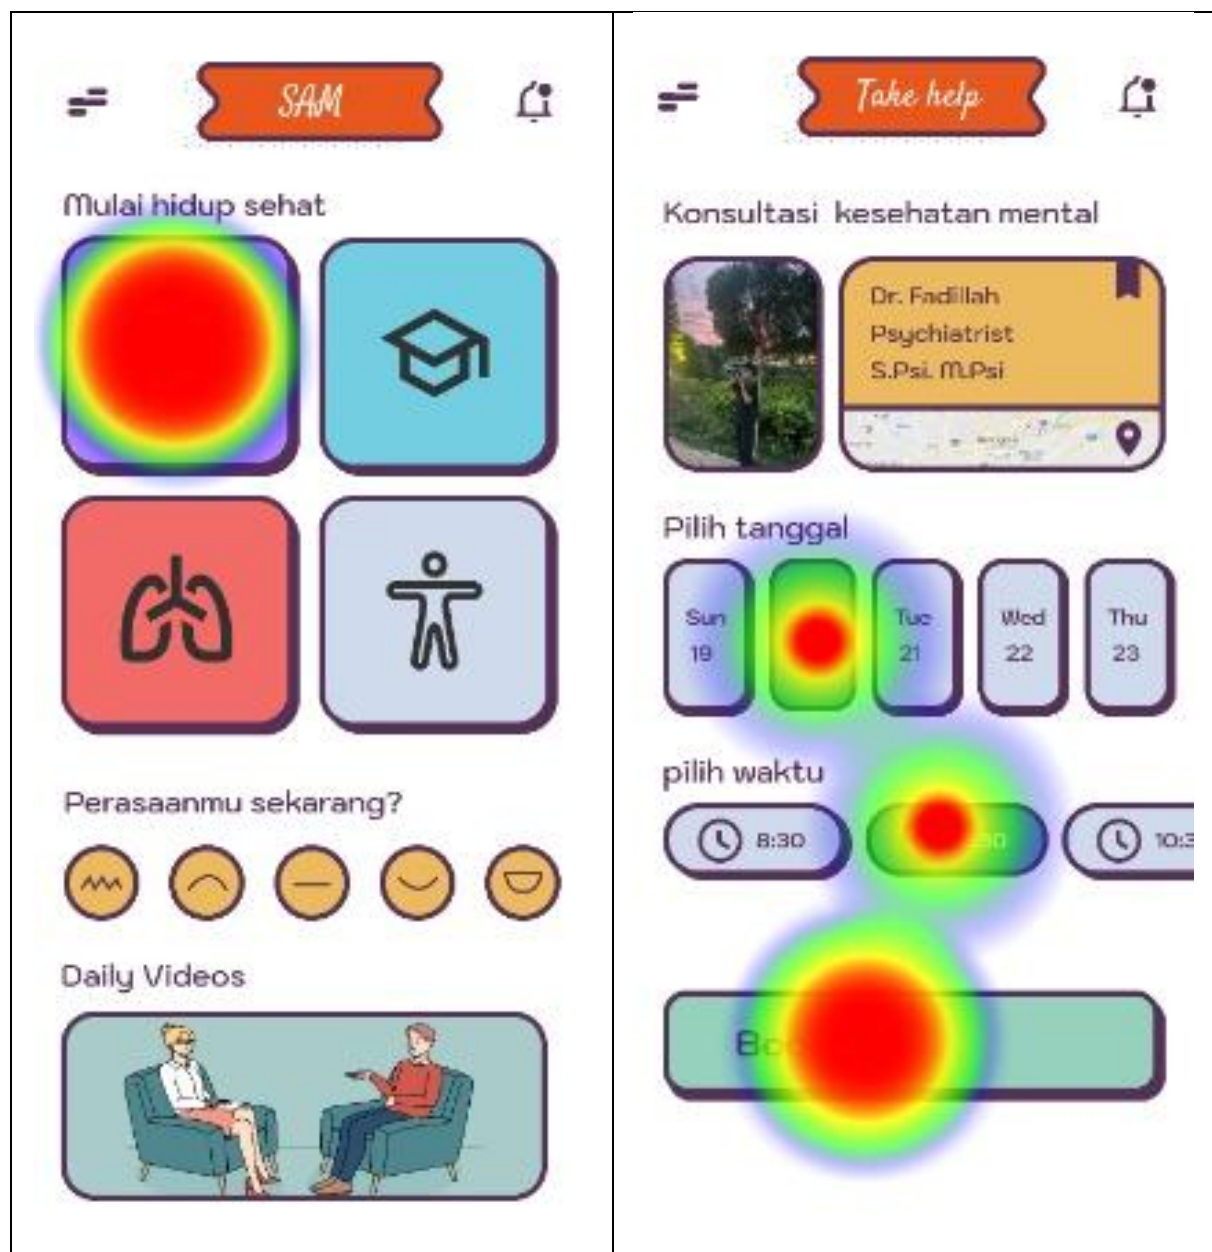 SAM
Mulai hidup sehat
Perasaanmu sekarang?
Daily Videos
Take help
Konsultasi kesehatan mental
Dr. Fadillah
Psychiatrist
S.Psi. M.Psi
Pilih tanggal
Sun
19
Tue
21
Wed
22
Thu
23
pilih waktu
8:30